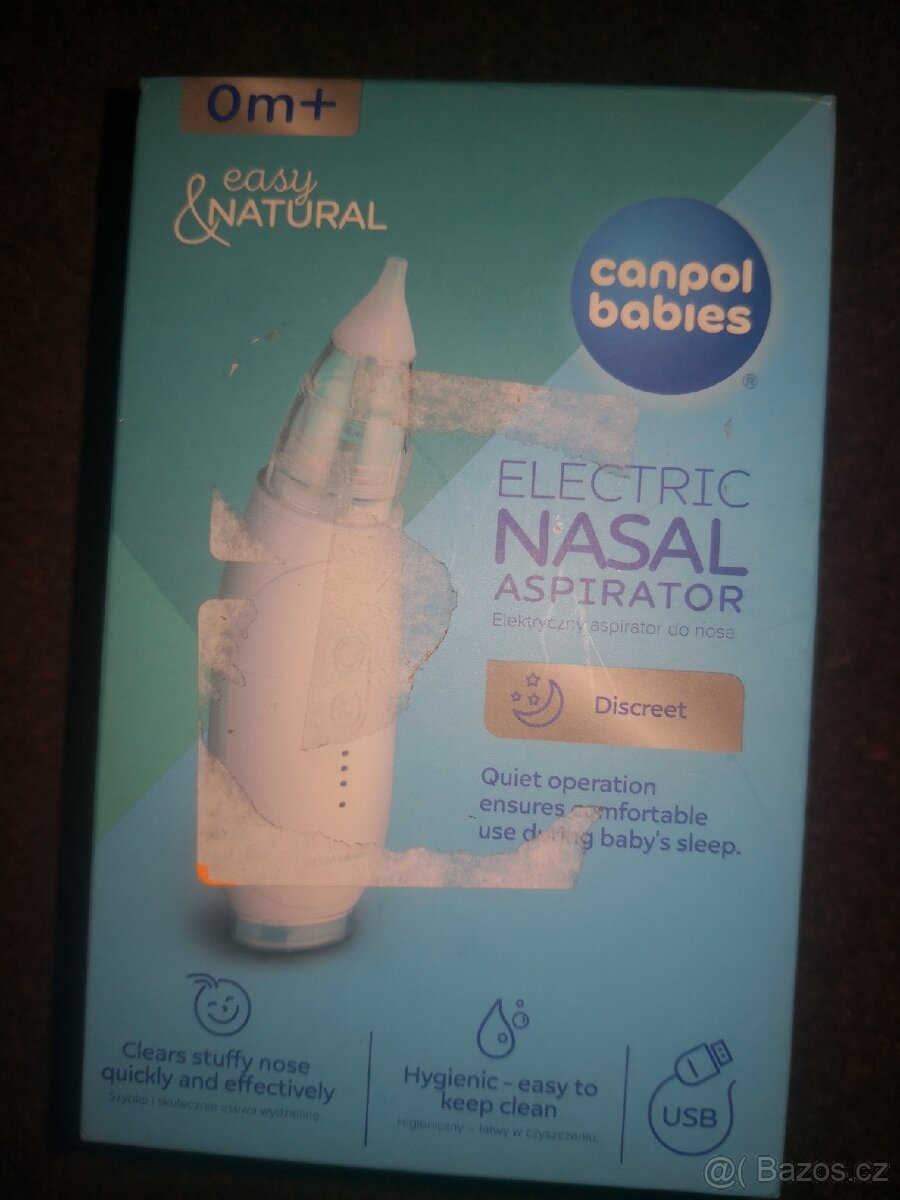 0m+
easy
&NATURAL
canpol
babies
®
ELECTRIC
NASAL
ASPIRATOR
Elektryczny aspirator do nosa
Discreet
Quiet operation
ensures comfortable
use during baby's sleep.
Clears stuffy nose
quickly and effectively
Szybko i skutecznie usuwa wydzielinę.
Hygienic - easy to
keep clean
Higieniczny – łatwy w czyszczeniu.
USB
@( Bazos.cz